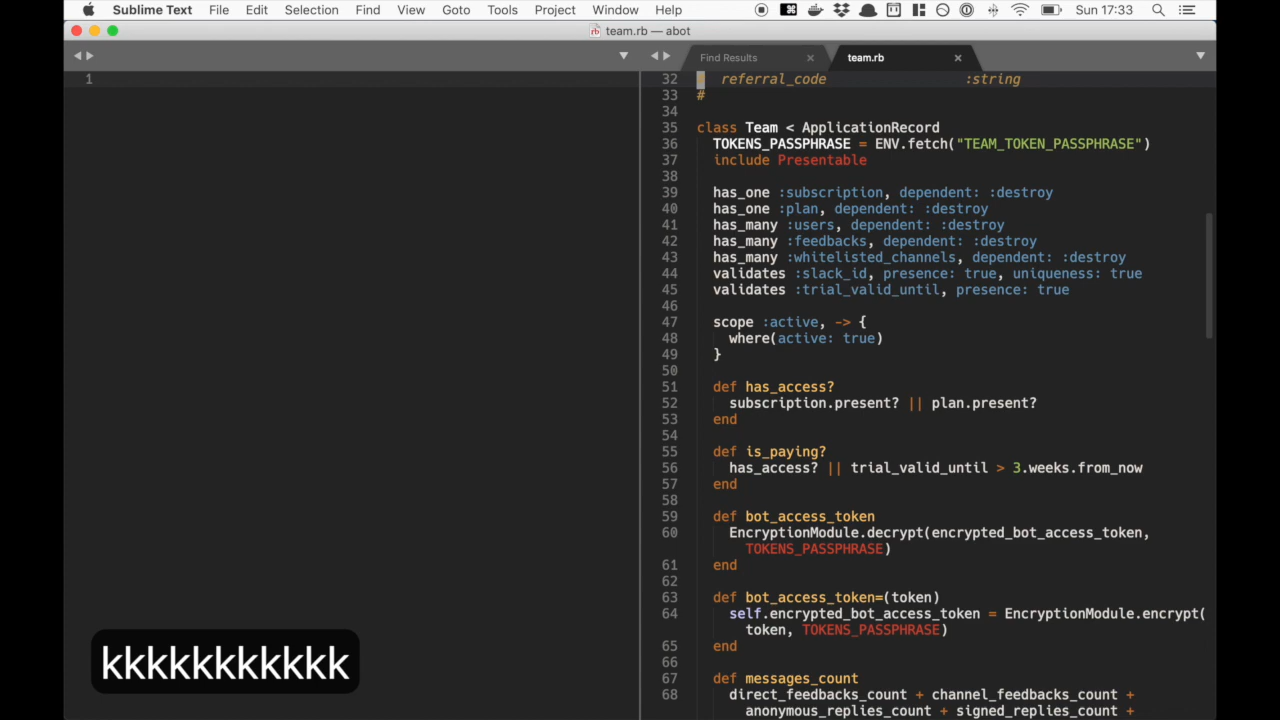 Sublime Text File Edit Selection Find View Goto Tools Project Window Help Sun 17:33
team.rb — abot
Find Results team.rb
1
32 # referral_code :string
33 #
34
35 class Team < ApplicationRecord
36 TOKENS_PASSPHRASE = ENV.fetch("TEAM_TOKEN_PASSPHRASE")
37 include Presentable
38
39 has_one :subscription, dependent: :destroy
40 has_one :plan, dependent: :destroy
41 has_many :users, dependent: :destroy
42 has_many :feedbacks, dependent: :destroy
43 has_many :whitelisted_channels, dependent: :destroy
44 validates :slack_id, presence: true, uniqueness: true
45 validates :trial_valid_until, presence: true
46
47 scope :active, -> {
48 where(active: true)
49 }
50
51 def has_access?
52 subscription.present? || plan.present?
53 end
54
55 def is_paying?
56 has_access? || trial_valid_until > 3.weeks.from_now
57 end
58
59 def bot_access_token
60 EncryptionModule.decrypt(encrypted_bot_access_token,
TOKENS_PASSPHRASE)
61 end
62
63 def bot_access_token=(token)
64 self.encrypted_bot_access_token = EncryptionModule.encrypt(
token, TOKENS_PASSPHRASE)
65 end
66
67 def messages_count
68 direct_feedbacks_count + channel_feedbacks_count +
anonymous_replies_count + signed_replies_count +
kkkkkkkkkkk